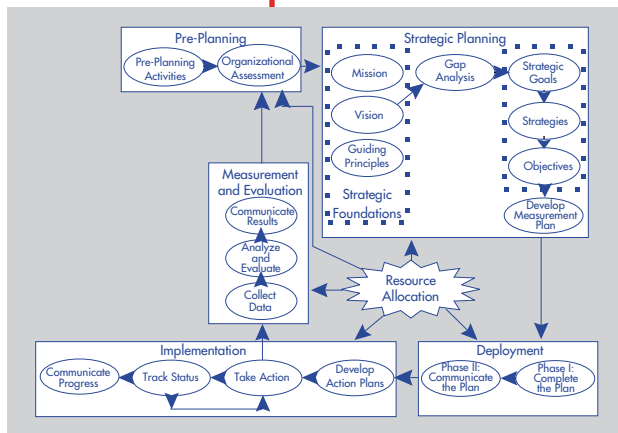 Pre-Planning
Pre-Planning
Activities
Organizational
Assessment
Strategic Planning
Mission
Vision
Guiding
Principles
Strategic
Foundations
Gap
Analysis
Strategic
Goals
Strategies
Objectives
Develop
Measurement
Plan
Measurement
and Evaluation
Communicate
Results
Analyze
and
Evaluate
Collect
Data
Resource
Allocation
Implementation
Communicate
Progress
Track Status
Take Action
Develop
Action Plans
Deployment
Phase II:
Communicate
the Plan
Phase I:
Complete
the Plan